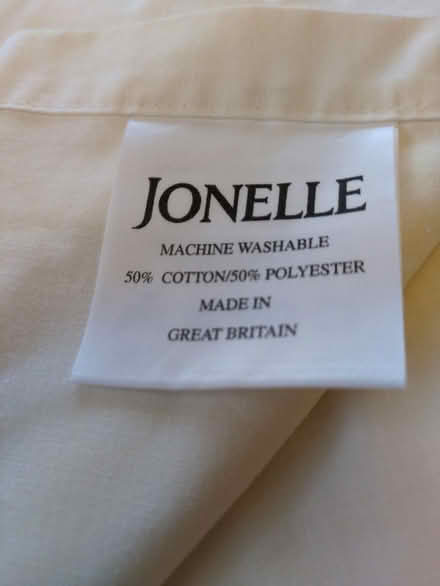 JONELLE
MACHINE WASHABLE
50% COTTON/50% POLYESTER
MADE IN
GREAT BRITAIN